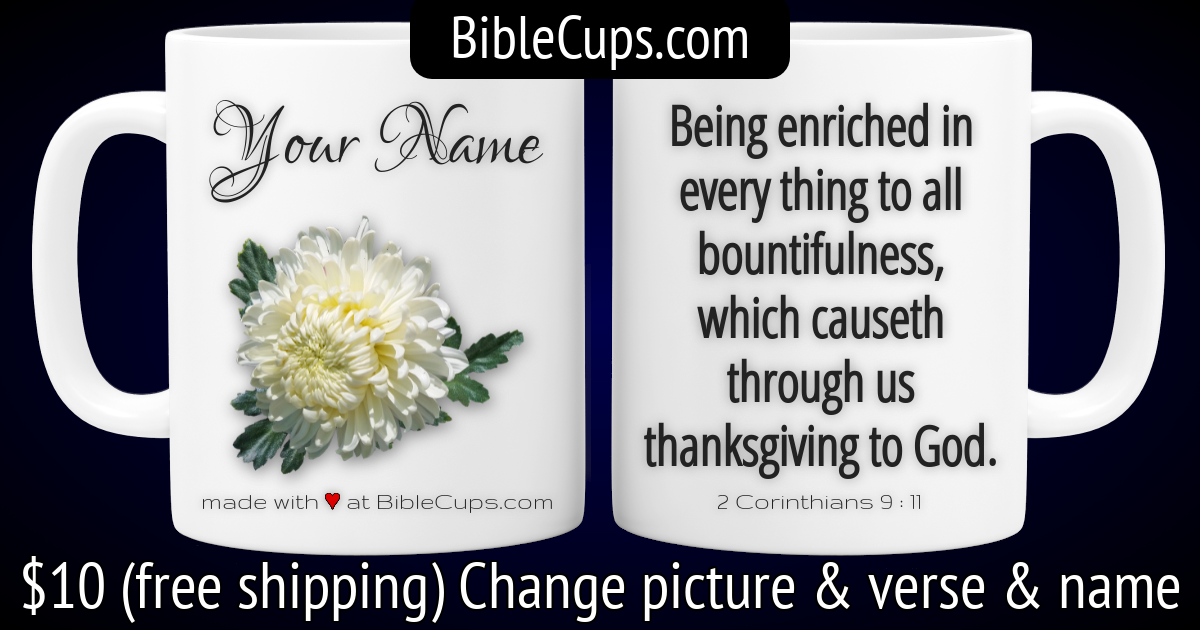 BibleCups.com
Your Name
made with ♥ at BibleCups.com
Being enriched in
every thing to all
bountifulness,
which causeth
through us
thanksgiving to God.
2 Corinthians 9 : 11
$10 (free shipping) Change picture & verse & name